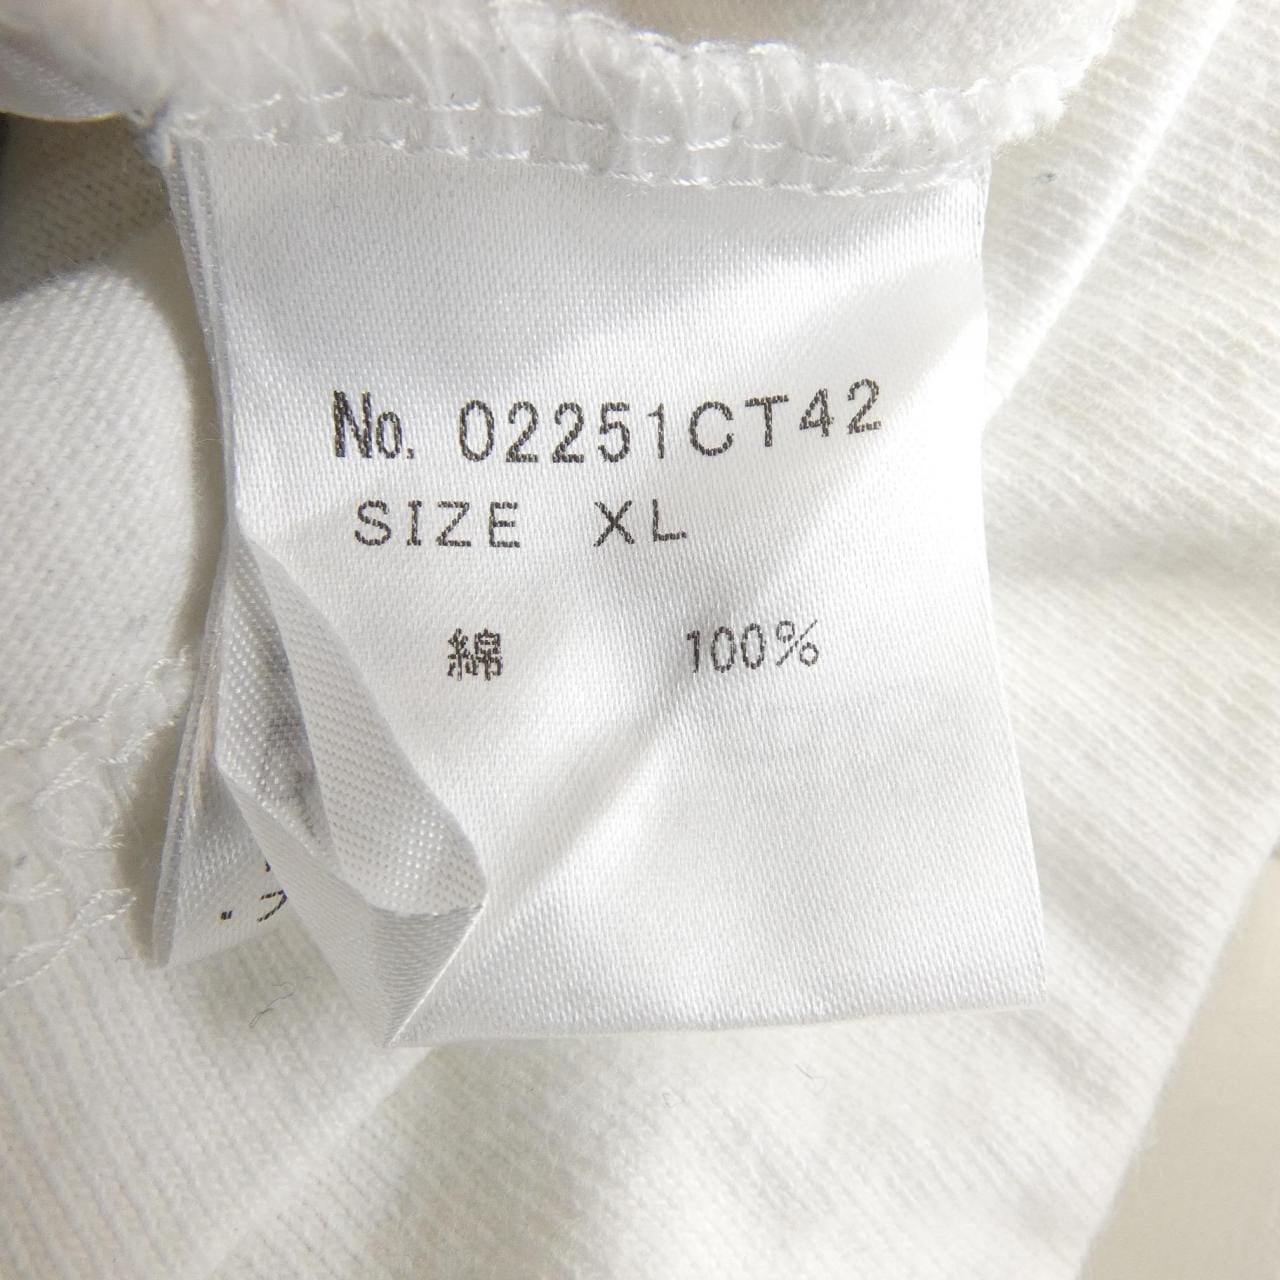 No. 02251CT42
SIZE XL
綿 100%